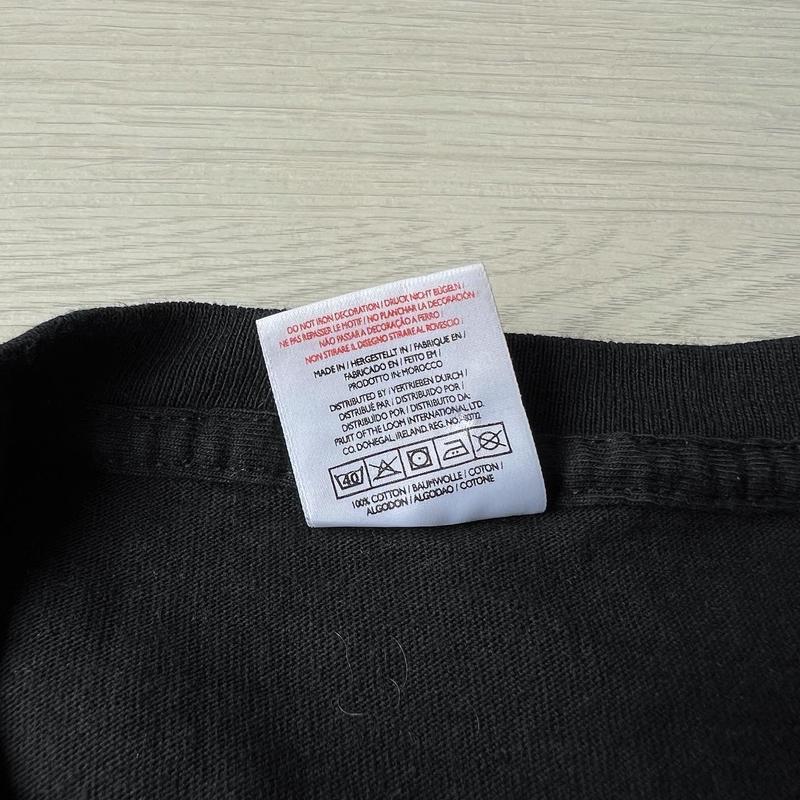 DO NOT IRON DECORATION / DRUCK NICHT BÜGELN /
NE PAS REPASSER LE MOTIF / NO PLANCHAR LA DECORACIÓN
NÃO PASSAR A DECORAÇÃO A FERRO /
NON STIRARE IL DISEGNO STIRARE AL ROVESCIO /
MADE IN / HERGESTELLT IN / FABRIQUE EN /
FABRICADO EN / FEITO EM /
PRODOTTO IN: MOROCCO
DISTRIBUTED BY / VERTRIEBEN DURCH /
DISTRIBUÉ PAR / DISTRIBUIDO POR /
DISTRIBUÍDO POR / DISTRIBUITO DA:
FRUIT OF THE LOOM INTERNATIONAL LTD.
CO. DONEGAL, IRELAND. REG. NO.:
40
100% COTTON / BAUMWOLLE / COTON /
ALGODON / ALGODAO / COTONE